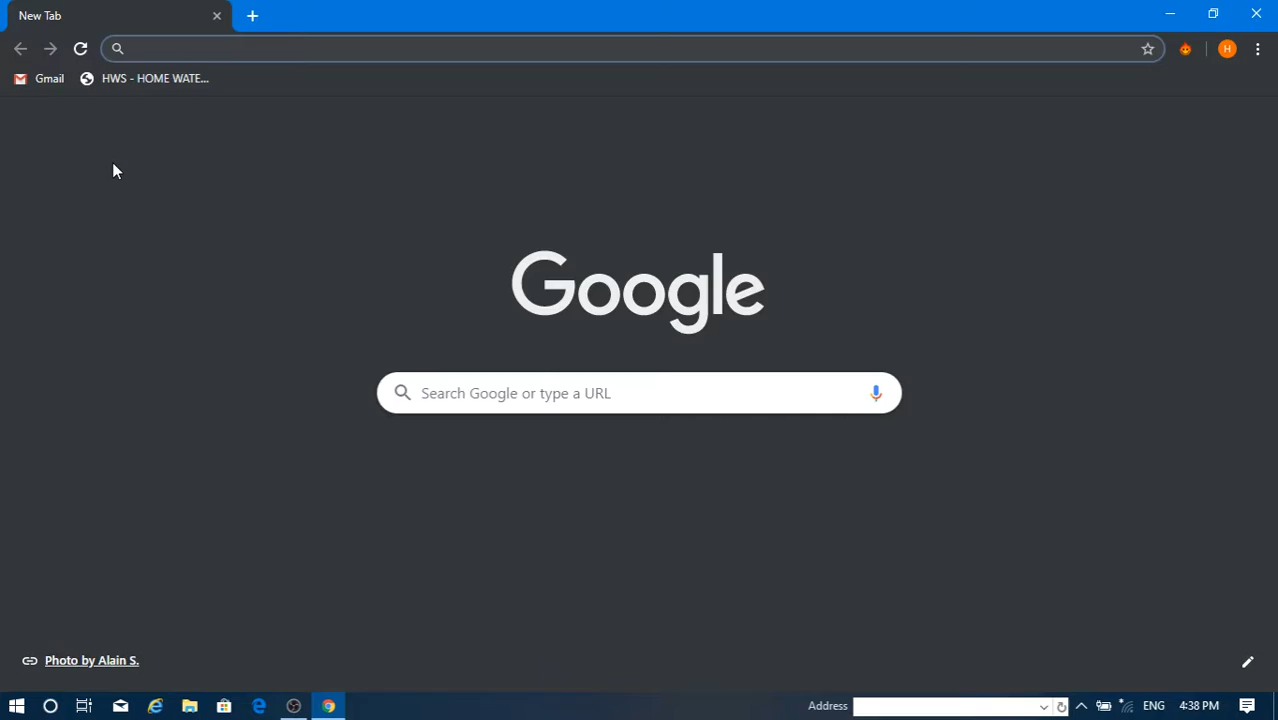 New Tab
Gmail
HWS - HOME WATE...
H
Google
Search Google or type a URL
Photo by Alain S.
Address
ENG
4:38 PM